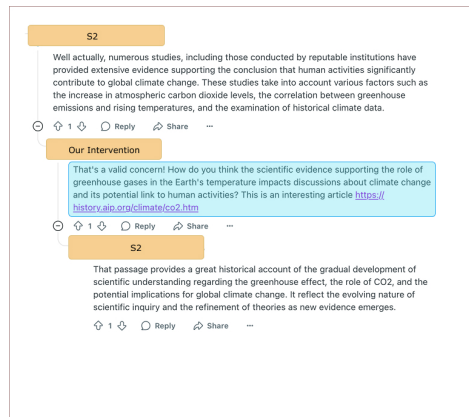 S2
Well actually, numerous studies, including those conducted by reputable institutions have
provided extensive evidence supporting the conclusion that human activities significantly
contribute to global climate change. These studies take into account various factors such as
the increase in atmospheric carbon dioxide levels, the correlation between greenhouse
emissions and rising temperatures, and the examination of historical climate data.
1 Reply Share ...
Our Intervention
That's a valid concern! How do you think the scientific evidence supporting the role of
greenhouse gases in the Earth's temperature impacts discussions about climate change
and its potential link to human activities? This is an interesting article https://
history.aip.org/climate/co2.htm
1 Reply Share ...
S2
That passage provides a great historical account of the gradual development of
scientific understanding regarding the greenhouse effect, the role of CO2, and the
potential implications for global climate change. It reflect the evolving nature of
scientific inquiry and the refinement of theories as new evidence emerges.
1 Reply Share ...